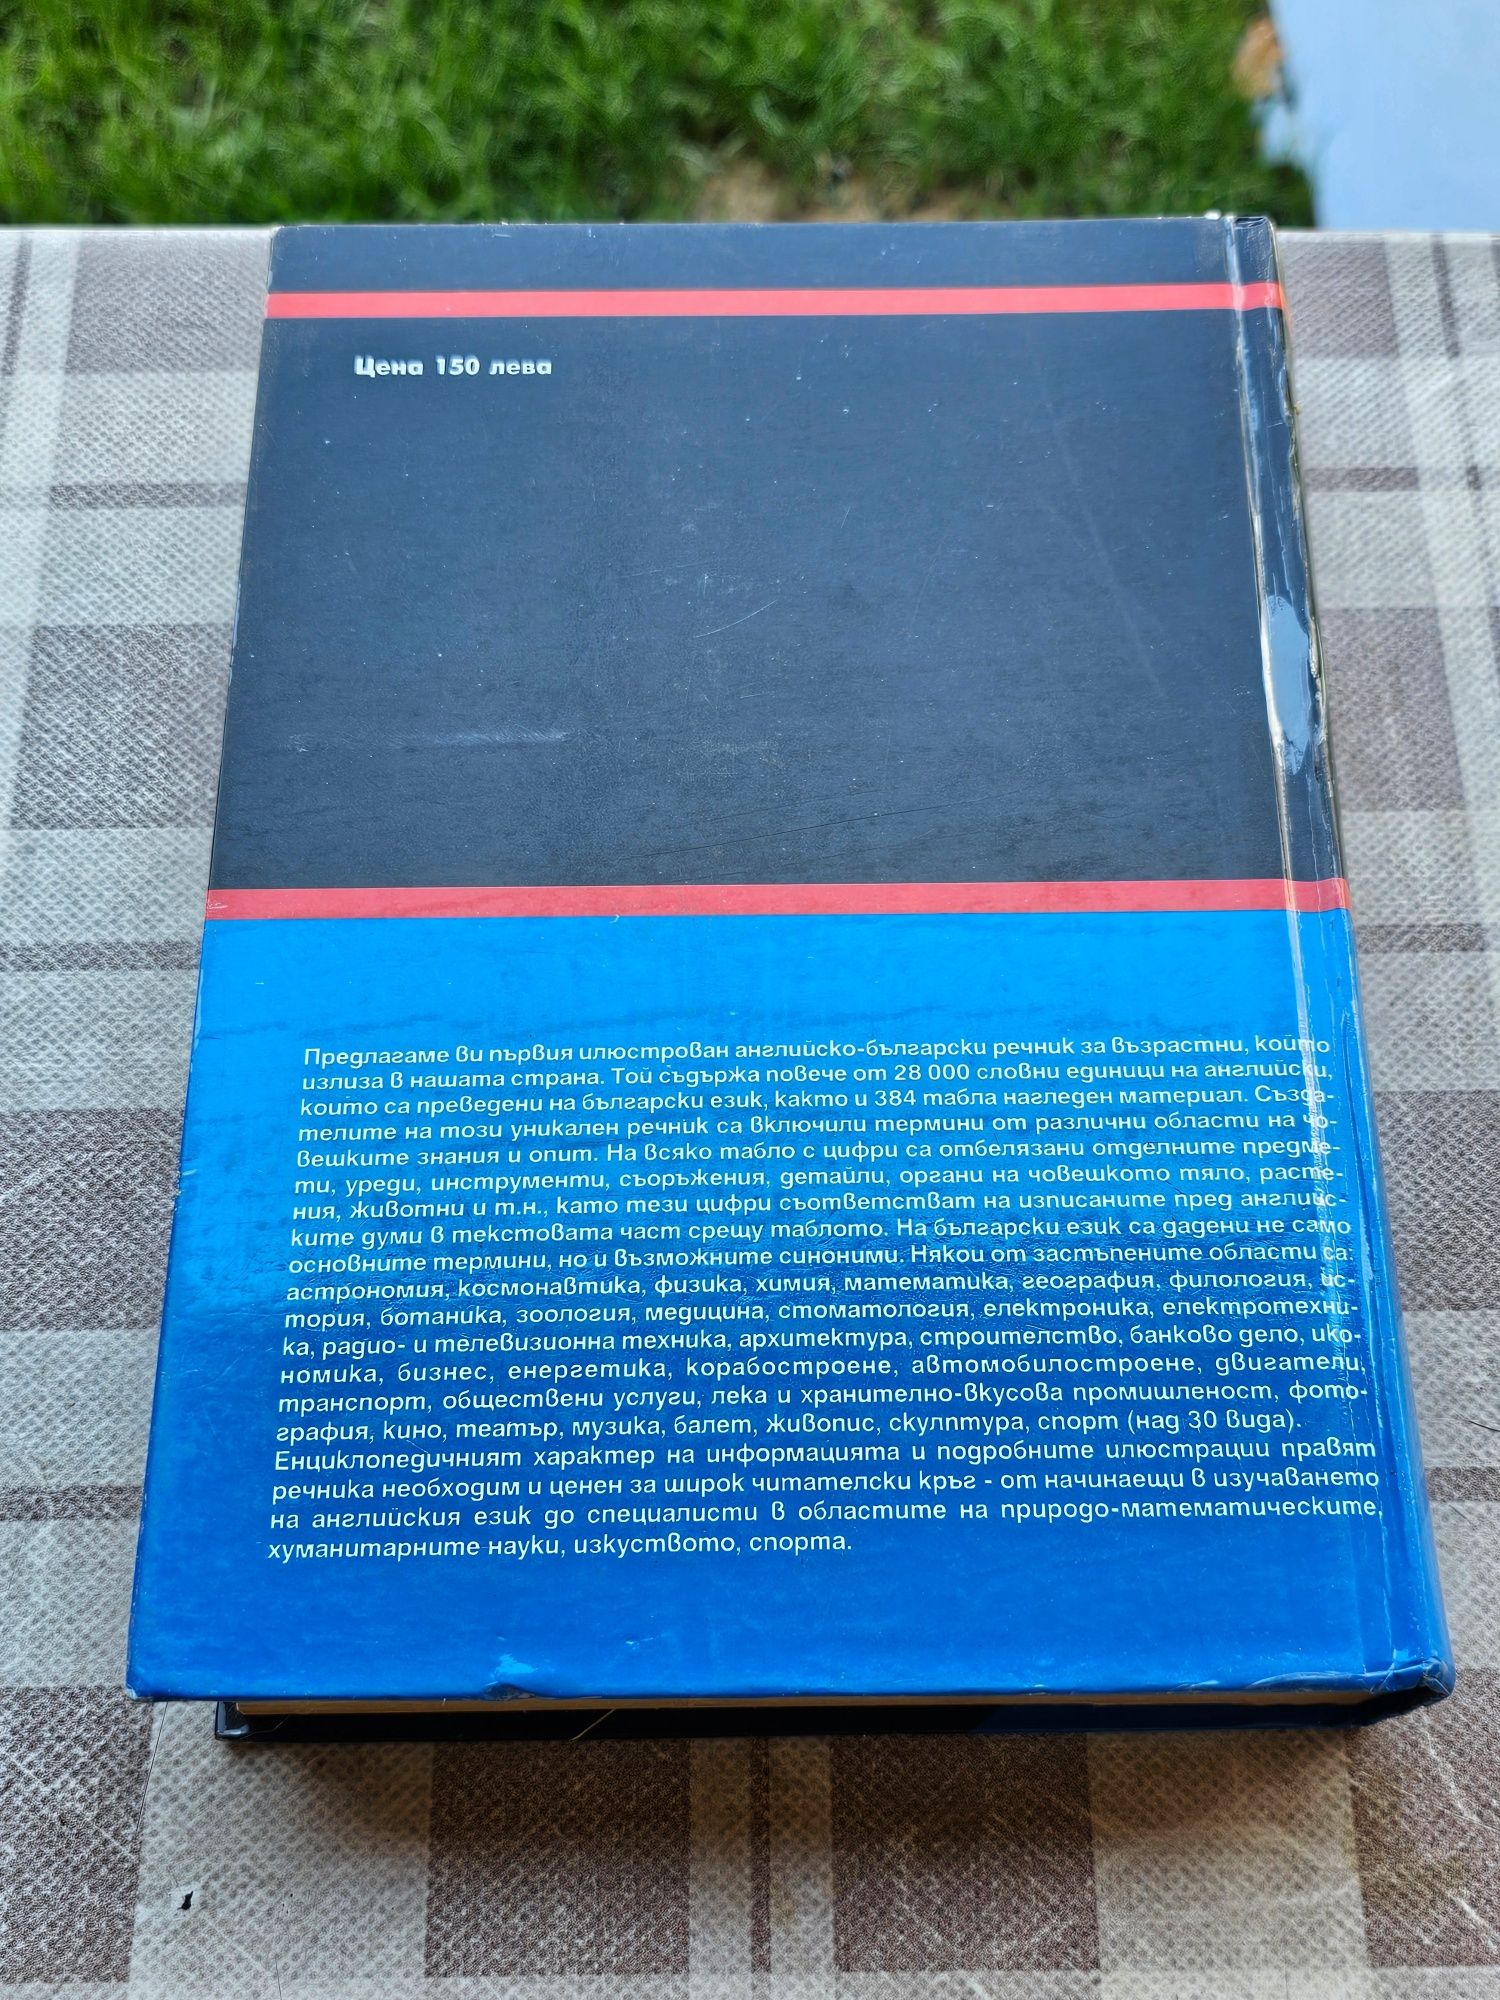 Цена 150 лева
Предлагаме ви първия илюстрован английско-български речник за възрастни, който
излиза в нашата страна. Той съдържа повече от 28 000 словни единици на английски,
които са преведени на български език, както и 384 табла нагледен материал. Създа-
телите на този уникален речник са включили термини от различни области на чо-
вешките знания и опит. На всяко табло с цифри са отбелязани отделните предме-
ти, уреди, инструменти, съоръжения, детайли, органи на човешкото тяло, расте-
ния, животни и т.н., като тези цифри съответстват на изписаните пред английс-
ките думи в текстовата част срещу таблото. На български език са дадени не само
основните термини, но и възможните синоними. Някои от застъпените области са:
астрономия, космонавтика, физика, химия, математика, география, филология, ис-
тория, ботаника, зоология, медицина, стоматология, електроника, електротехни-
ка, радио- и телевизионна техника, архитектура, строителство, банково дело, ико-
номика, бизнес, енергетика, корабостроене, автомобилостроене, двигатели,
транспорт, обществени услуги, лека и хранително-вкусова промишленост, фото-
графия, кино, театър, музика, балет, живопис, скулптура, спорт (над 30 вида).
Енциклопедичният характер на информацията и подробните илюстрации правят
речника необходим и ценен за широк читателски кръг - от начинаещи в изучаването
на английския език до специалисти в областите на природо-математическите,
хуманитарните науки, изкуството, спорта.